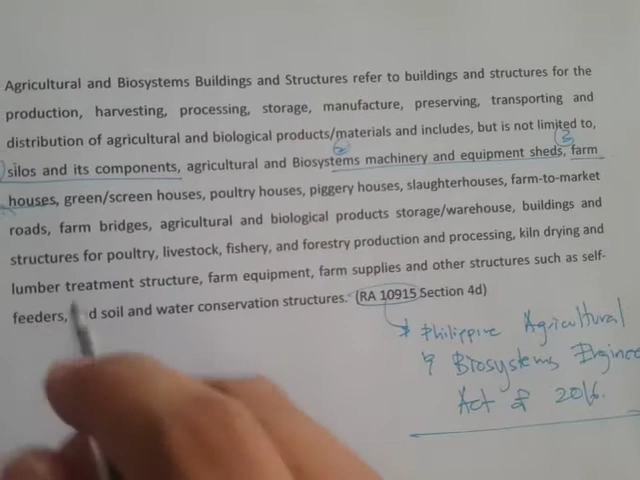 Agricultural and Biosystems Buildings and Structures refer to buildings and structures for the
production, harvesting, processing, storage, manufacture, preserving, transporting and
distribution of agricultural and biological products/materials and includes, but is not limited to,
silos and its components, agricultural and Biosystems machinery and equipment sheds, farm
houses, green/screen houses, poultry houses, piggery houses, slaughterhouses, farm-to-market
roads, farm bridges, agricultural and biological products storage/warehouse, buildings and
structures for poultry, livestock, fishery, and forestry production and processing, kiln drying and
lumber treatment structure, farm equipment, farm supplies and other structures such as self-
feeders, d soil and water conservation structures. (RA 10915 Section 4d)
Philippine Agricultural
& Biosystems Enginee
Act of 2016.
2
3